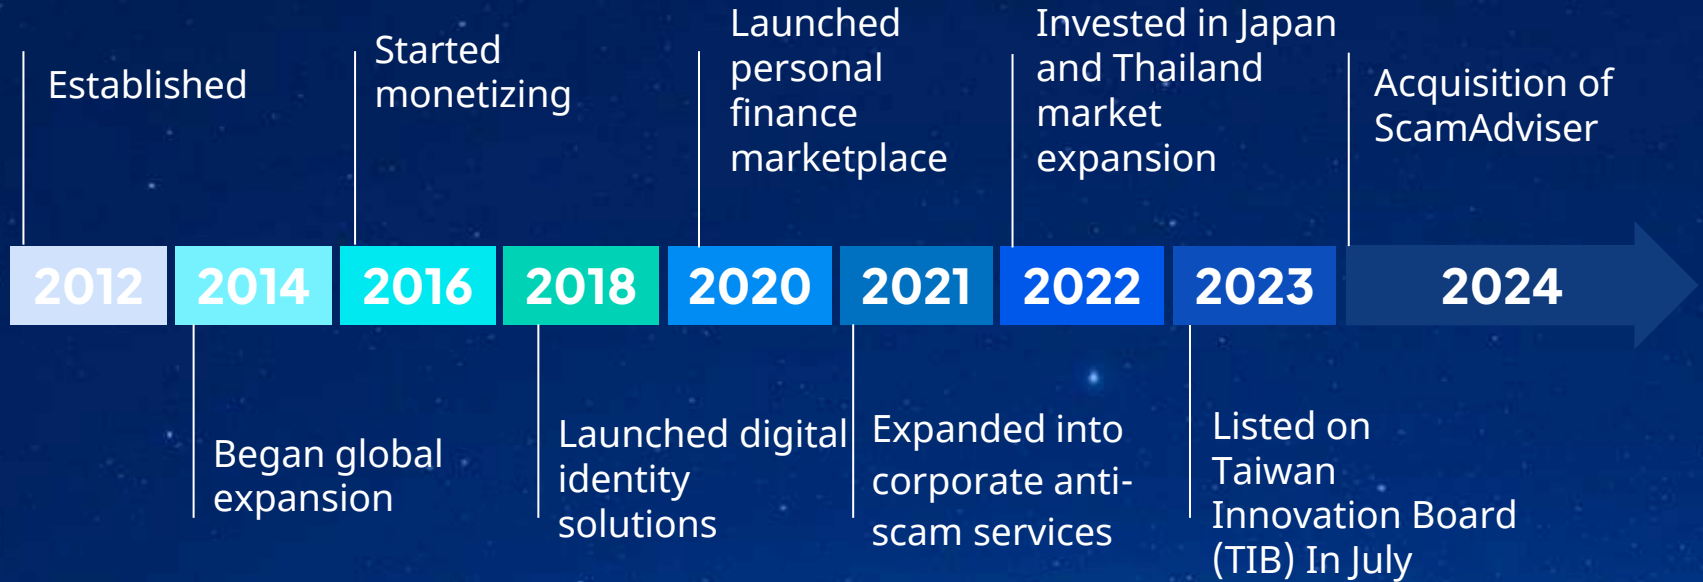 Established
Started
monetizing
Launched
personal
finance
marketplace
Invested in Japan
and Thailand
market
expansion
Acquisition of
ScamAdviser
2012
2014
2016
2018
2020
2021
2022
2023
2024
Began global
expansion
Launched digital
identity
solutions
Expanded into
corporate anti-
scam services
Listed on
Taiwan
Innovation Board
(TIB) In July